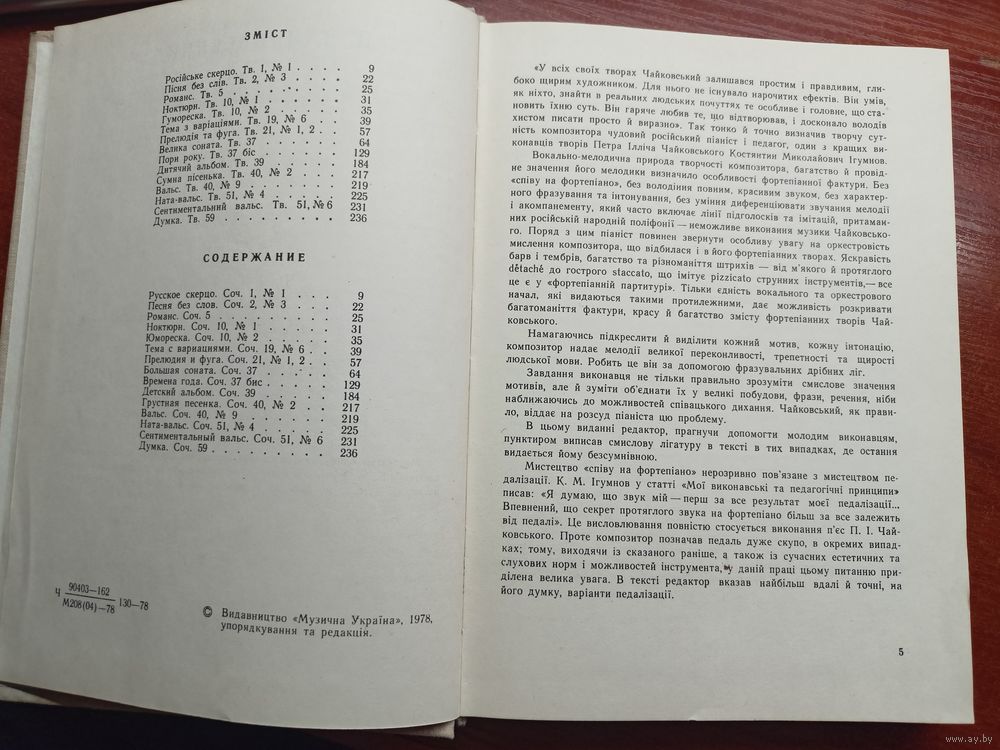 ЗМІСТ
Російське скерцо. Тв. 1, № 1 . . . . 9
Пісня без слів. Тв. 2, № 3 . . . . 22
Романс. Тв. 5 . . . . . . . . 25
Ноктюрн. Тв. 10, № 1 . . . . . . 31
Гумореска. Тв. 10, № 2 . . . . . 35
Тема з варіаціями. Тв. 19, № 6 . . . 39
Прелюдія та фуга. Тв. 21, № 1, 2 . . 57
Велика соната. Тв. 37 . . . . . . 64
Пори року. Тв. 37 біс . . . . . . 129
Дитячий альбом. Тв. 39 . . . . . 184
Сумна пісенька. Тв. 40, № 2 . . . . 217
Вальс. Тв. 40, № 9 . . . . . . . 219
Ната-вальс. Тв. 51, № 4 . . . . . 225
Сентиментальний вальс. Тв. 51, № 6 231
Думка. Тв. 59 . . . . . . . . 236
СОДЕРЖАНИЕ
Русское скерцо. Соч. 1, № 1 . . . 9
Песня без слов. Соч. 2, № 3 . . . 22
Романс. Соч. 5 . . . . . . . . 25
Ноктюрн. Соч. 10, № 1 . . . . . 31
Юмореска. Соч. 10, № 2 . . . . . 35
Тема с вариациями. Соч. 19, № 6 . . 39
Прелюдия и фуга. Соч. 21, № 1, 2 . . 57
Большая соната. Соч. 37 . . . . . 64
Времена года. Соч. 37 бис . . . . 129
Детский альбом. Соч. 39 . . . . . 184
Грустная песенка. Соч. 40, № 2 . . 217
Вальс. Соч. 40, № 9 . . . . . . 219
Ната-вальс. Соч. 51, № 4 . . . . . 225
Сентиментальный вальс. Соч. 51, № 6 231
Думка. Соч. 59 . . . . . . . . 236
90403—162
Ч 130—78
М208(04)—78
© Видавництво «Музична Україна», 1978,
упорядкування та редакція.
«У всіх своїх творах Чайковський залишався простим і правдивим, гли-
боко щирим художником. Для нього не існувало нарочитих ефектів. Він умів,
як ніхто, знайти в реальних людських почуттях те особливе і головне, що ста-
новить їхню суть. Він гаряче любив те, що відтворював, і досконало володів
хистом писати просто й виразно». Так тонко й точно визначив творчу сут-
ність композитора чудовий російський піаніст і педагог, один з кращих ви-
конавців творів Петра Ілліча Чайковського Костянтин Миколайович Ігумнов.
Вокально-мелодична природа творчості композитора, багатство й провід-
не значення його мелодики визначило особливості фортепіанної фактури. Без
«співу на фортепіано», без володіння повним, красивим звуком, без характер-
ного фразування та інтонування, без уміння диференціювати звучання мелодії
і акомпанементу, який часто включає лінії підголосків та імітацій, притаман-
них російській народній поліфонії — неможливе виконання музики Чайковсько-
го. Поряд з цим піаніст повинен звернути особливу увагу на оркестровість
мислення композитора, що відбилася і в його фортепіанних творах. Яскравість
барв і тембрів, багатство та різноманіття штрихів — від м'якого й протяглого
détaché до гострого staccato, що імітує pizzicato струнних інструментів,— все
це є у «фортепіанній партитурі». Тільки єдність вокального та оркестрового
начал, які видаються такими протилежними, дає можливість розкривати
багатоманіття фактури, красу й багатство змісту фортепіанних творів Чай-
ковського.
Намагаючись підкреслити й виділити кожний мотив, кожну інтонацію,
композитор надає мелодії великої переконливості, трепетності та щирості
людської мови. Робить це він за допомогою фразувальних дрібних ліг.
Завдання виконавця не тільки правильно зрозуміти смислове значення
мотивів, але й зуміти об'єднати їх у великі побудови, фрази, речення, ніби
наближаючись до можливостей співацького дихання. Чайковський, як прави-
ло, віддає на розсуд піаніста цю проблему.
В цьому виданні редактор, прагнучи допомогти молодим виконавцям,
пунктиром виписав смислову лігатуру в тексті в тих випадках, де остання
видається йому безсумнівною.
Мистецтво «співу на фортепіано» нерозривно пов'язане з мистецтвом пе-
далізації. К. М. Ігумнов у статті «Мої виконавські та педагогічні принципи»
писав: «Я думаю, що звук мій — перш за все результат моєї педалізації...
Впевнений, що секрет протяглого звука на фортепіано більш за все залежить
від педалі». Це висловлювання повністю стосується виконання п'єс П. І. Чай-
ковського. Проте композитор позначав педаль дуже скупо, в окремих випад-
ках; тому, виходячи із сказаного раніше, а також із сучасних естетичних та
слухових норм і можливостей інструмента, у даній праці цьому питанню при-
ділена велика увага. В тексті редактор вказав найбільш вдалі й точні, на
його думку, варіанти педалізації.
5
www.ay.by